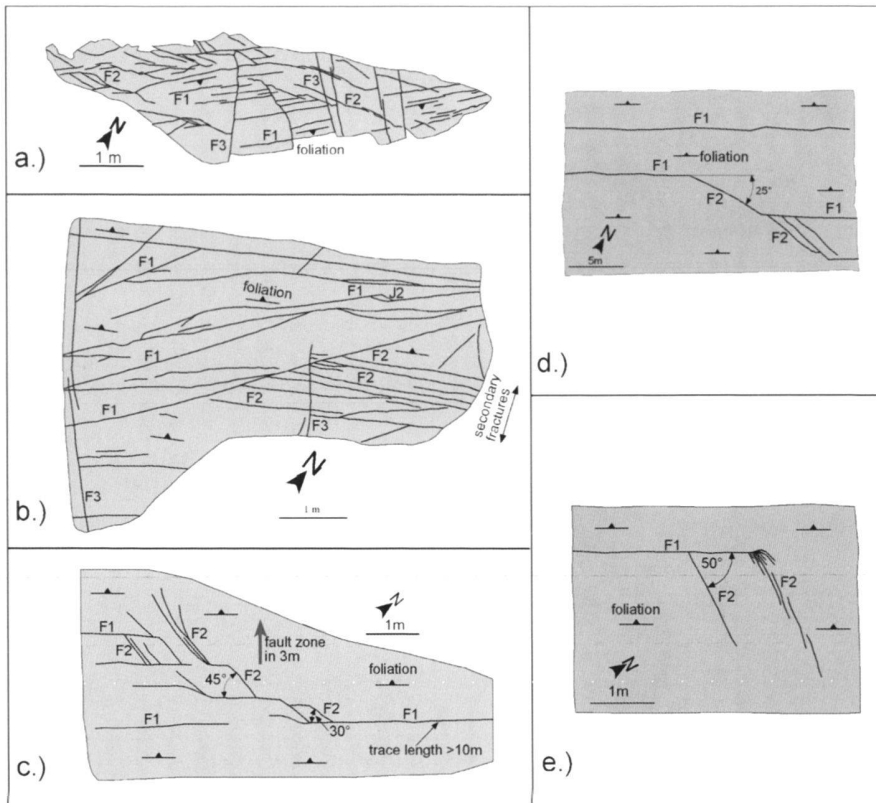 F2
F1
F3
F2
F3
F1
foliation
N
1 m
a.)
F1
foliation
F1
J2
F1
F2
F2
F1
F2
F3
F3
secondary
fractures
N
1 m
b.)
F1
F2
F2
fault zone
in 3m
N
1m
foliation
45°
F2
F2
30°
F1
F1
trace length >10m
c.)
F1
F1
foliation
25°
F2
F1
F2
N
5m
d.)
F1
50°
F2
F2
foliation
N
1m
e.)